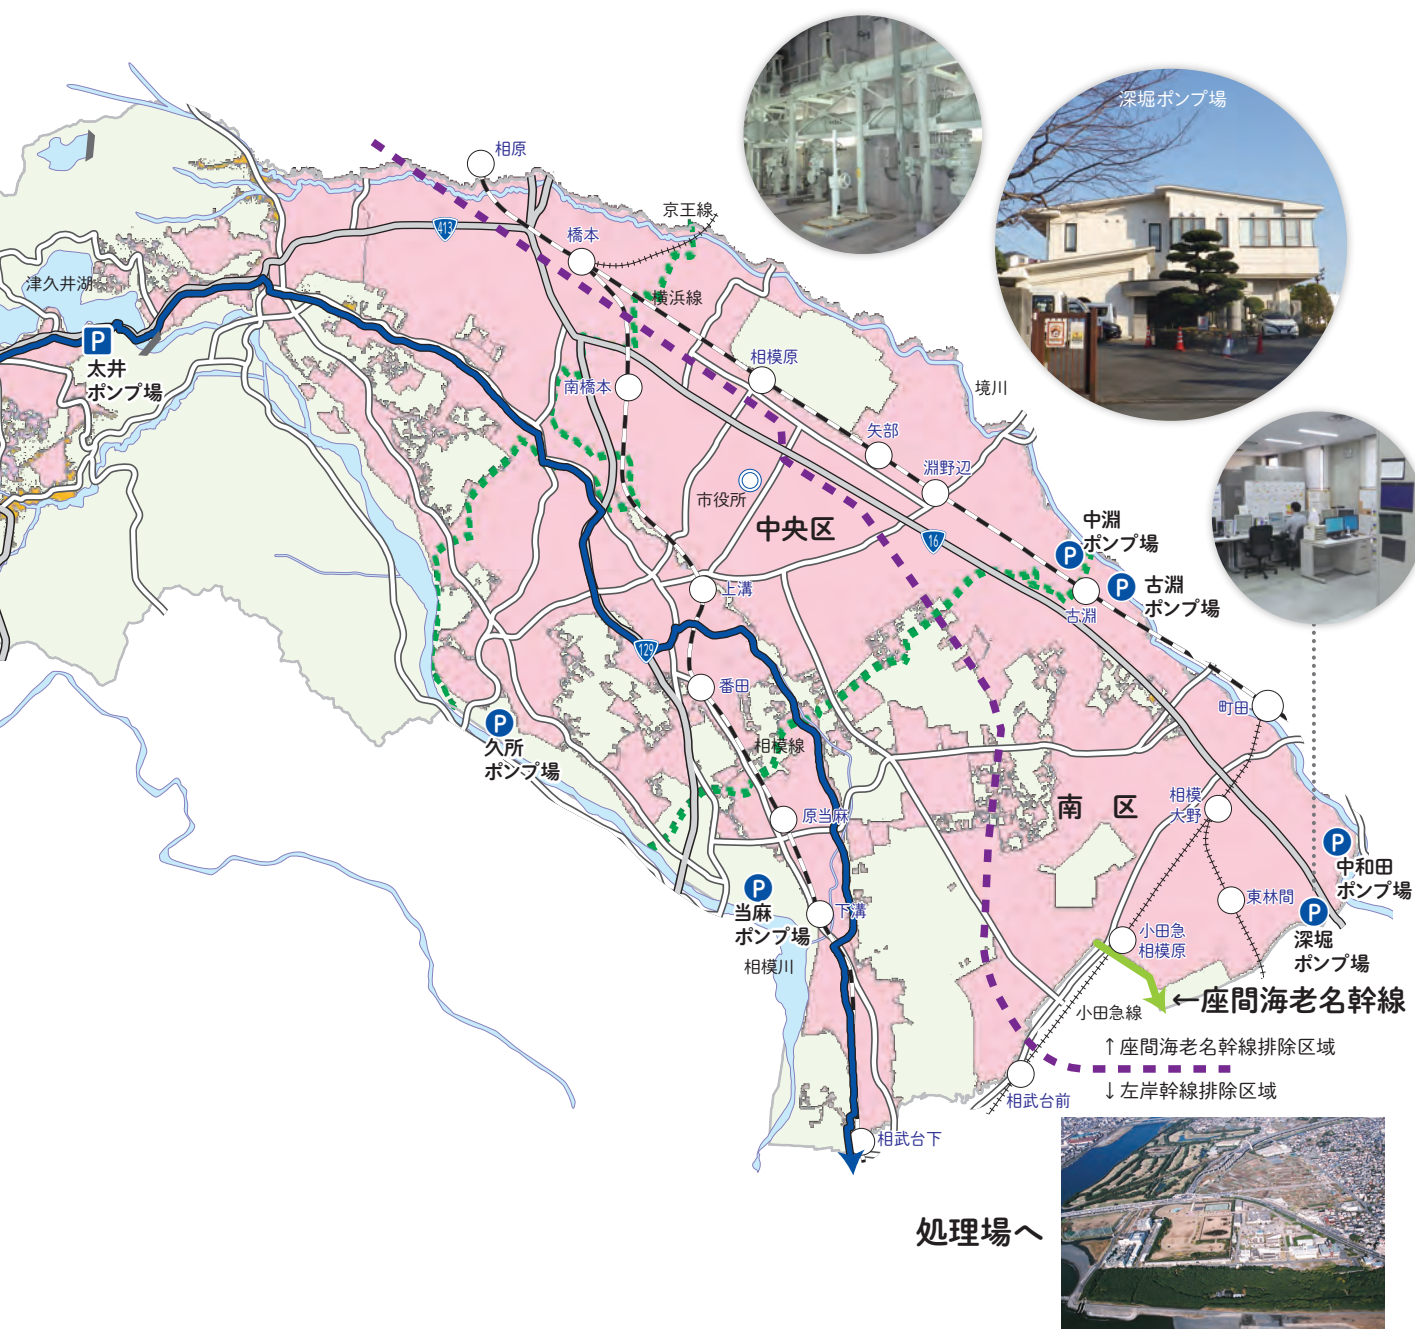 深堀ポンプ場
相原
京王線
413
橋本
津久井湖
横浜線
P
太井
ポンプ場
相模原
南橋本
境川
矢部
淵野辺
市役所
中央区
16
中淵
P
ポンプ場
P
古淵
ポンプ場
上溝
古淵
129
番田
町田
P
久所
ポンプ場
相模線
相模
大野
南 区
原当麻
P
中和田
ポンプ場
P
当麻
ポンプ場
東林間
P
深堀
ポンプ場
下溝
小田急
相模原
相模川
←座間海老名幹線
小田急線
↑座間海老名幹線排除区域
↓左岸幹線排除区域
相武台前
相武台下
処理場へ